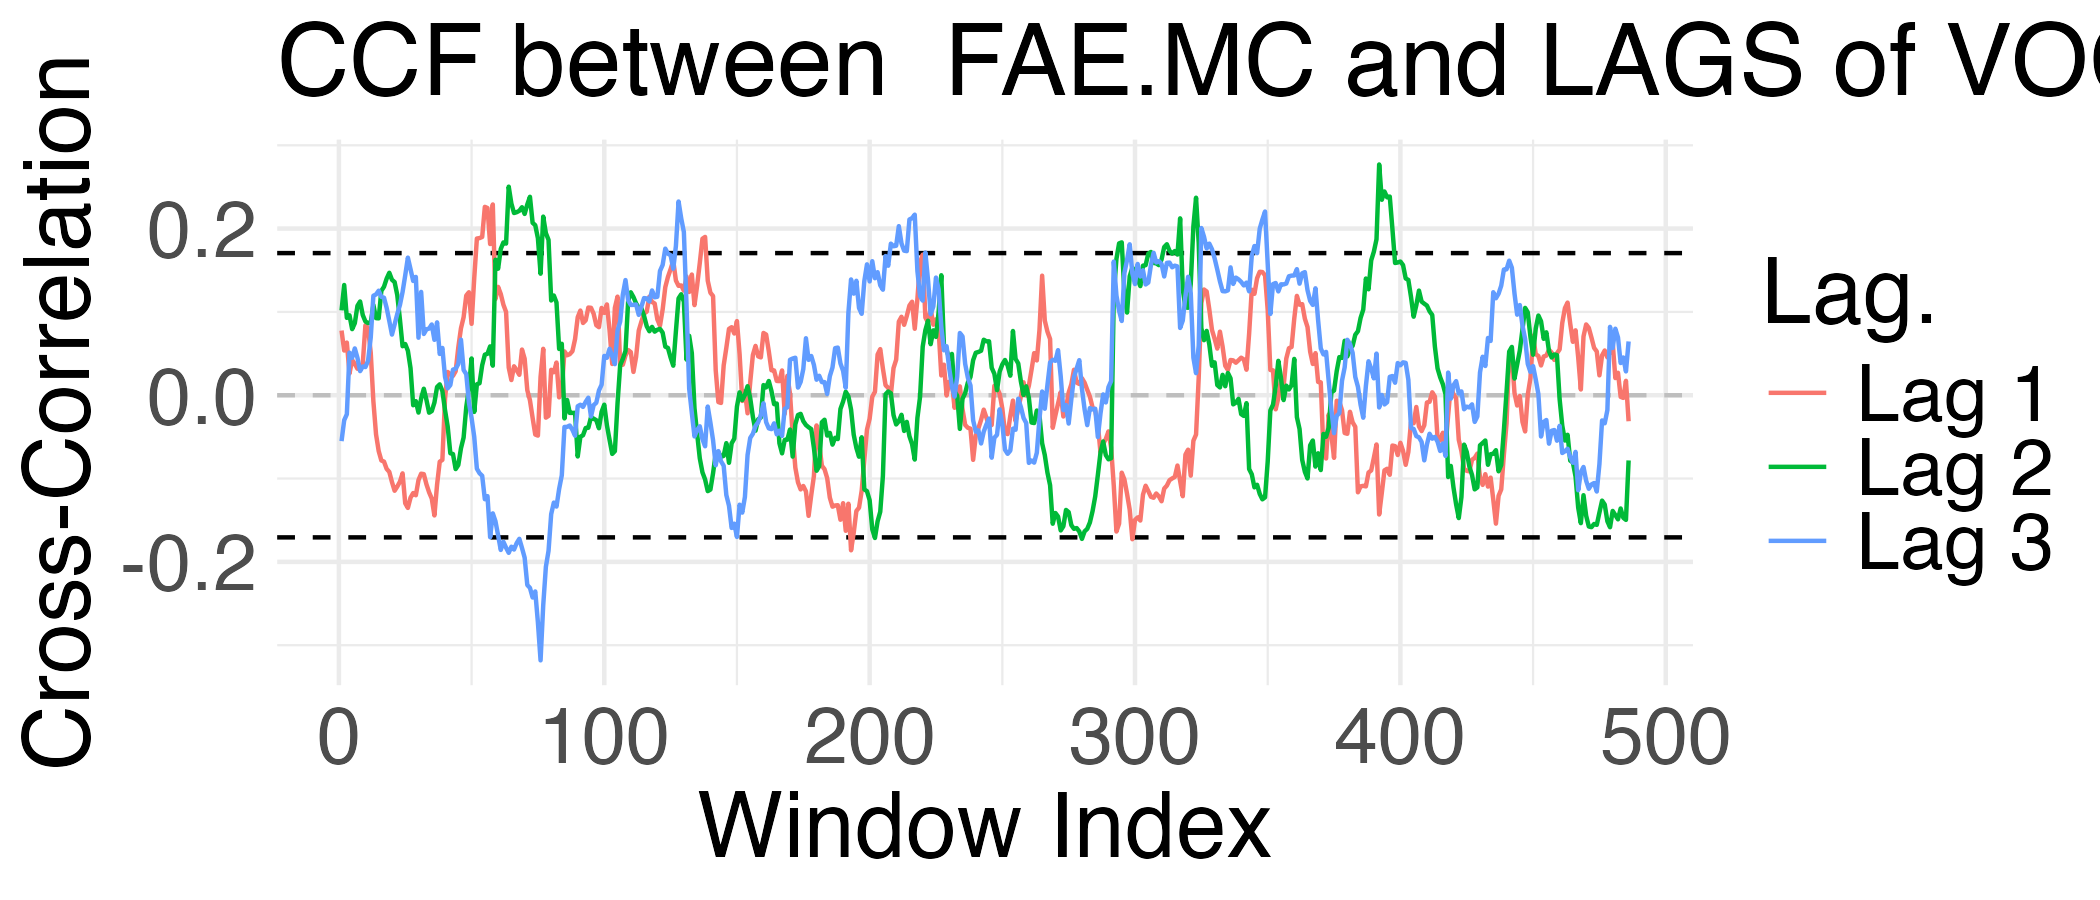 CCF between FAE.MC and LAGS of
Cross-Correlation
0.2
0.0
-0.2
0
100
200
300
400
500
Window Index
Lag.
Lag 1
Lag 2
Lag 3